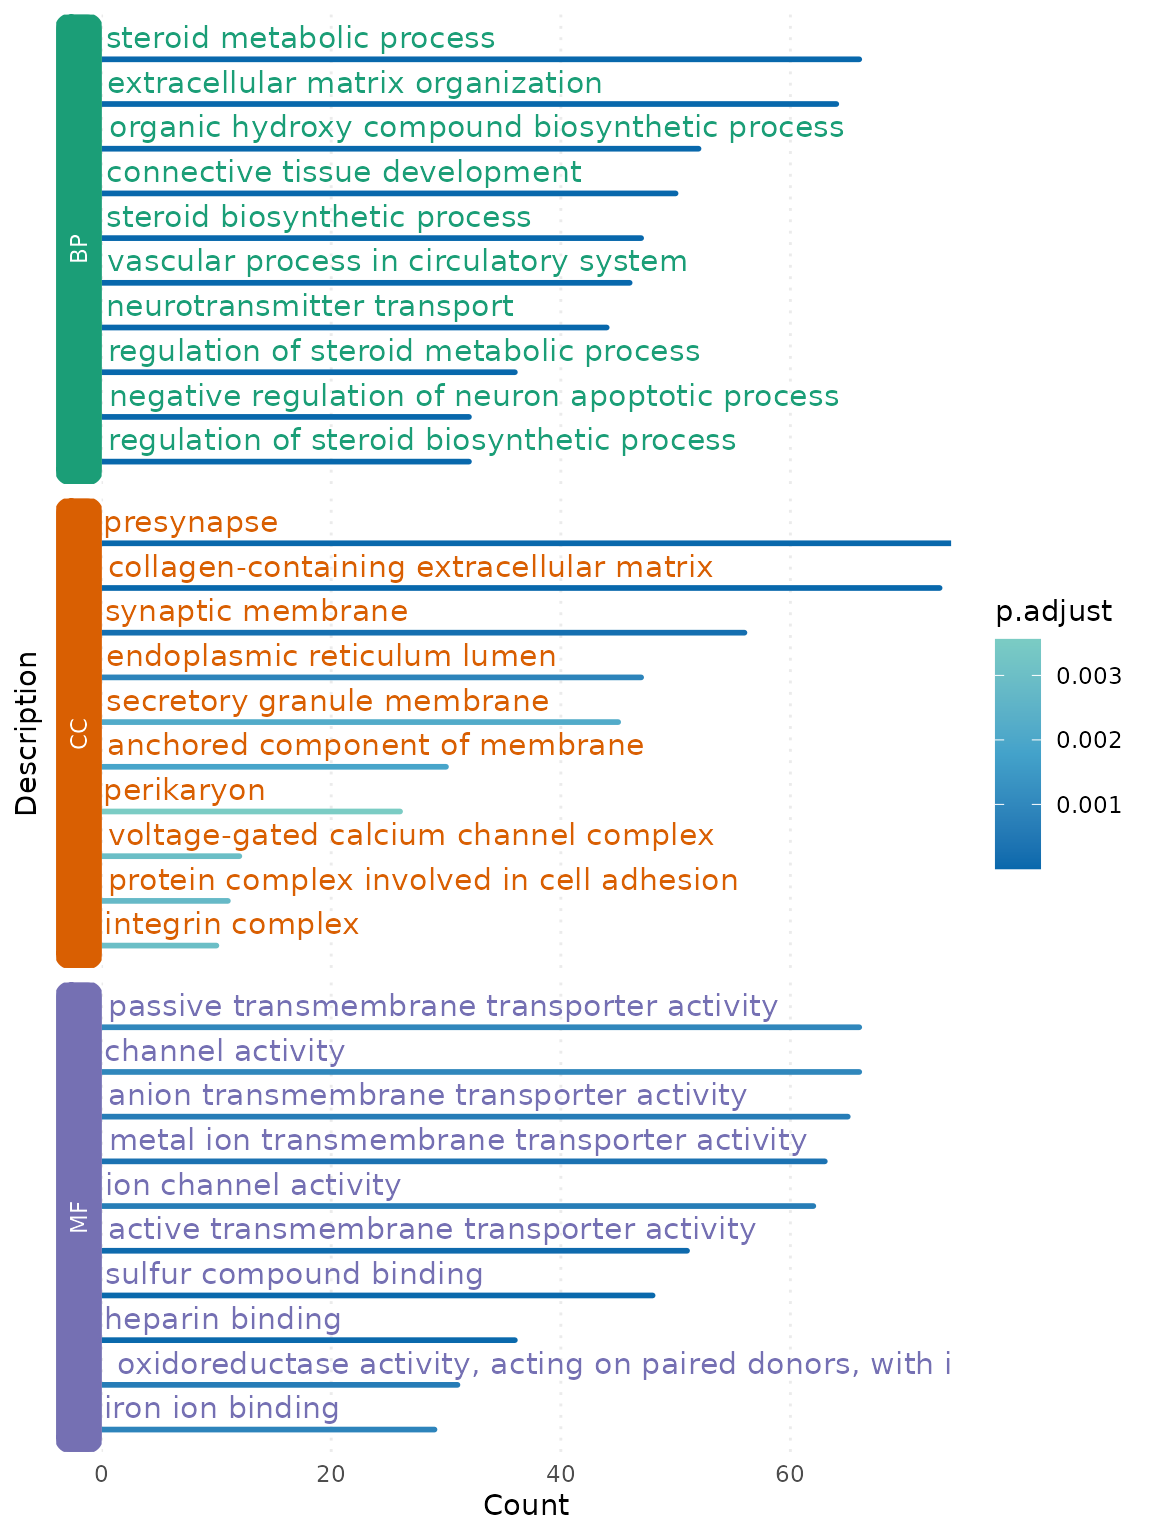 steroid metabolic process
extracellular matrix organization
organic hydroxy compound biosynthetic process
connective tissue development
steroid biosynthetic process
BP
vascular process in circulatory system
neurotransmitter transport
regulation of steroid metabolic process
negative regulation of neuron apoptotic process
regulation of steroid biosynthetic process
presynapse
collagen-containing extracellular matrix
synaptic membrane
endoplasmic reticulum lumen
secretory granule membrane
CC
Description
anchored component of membrane
perikaryon
voltage-gated calcium channel complex
protein complex involved in cell adhesion
integrin complex
p.adjust
0.003
0.002
0.001
passive transmembrane transporter activity
channel activity
anion transmembrane transporter activity
metal ion transmembrane transporter activity
ion channel activity
MF
active transmembrane transporter activity
sulfur compound binding
heparin binding
oxidoreductase activity, acting on paired donors, with i
iron ion binding
0 20 40 60
Count